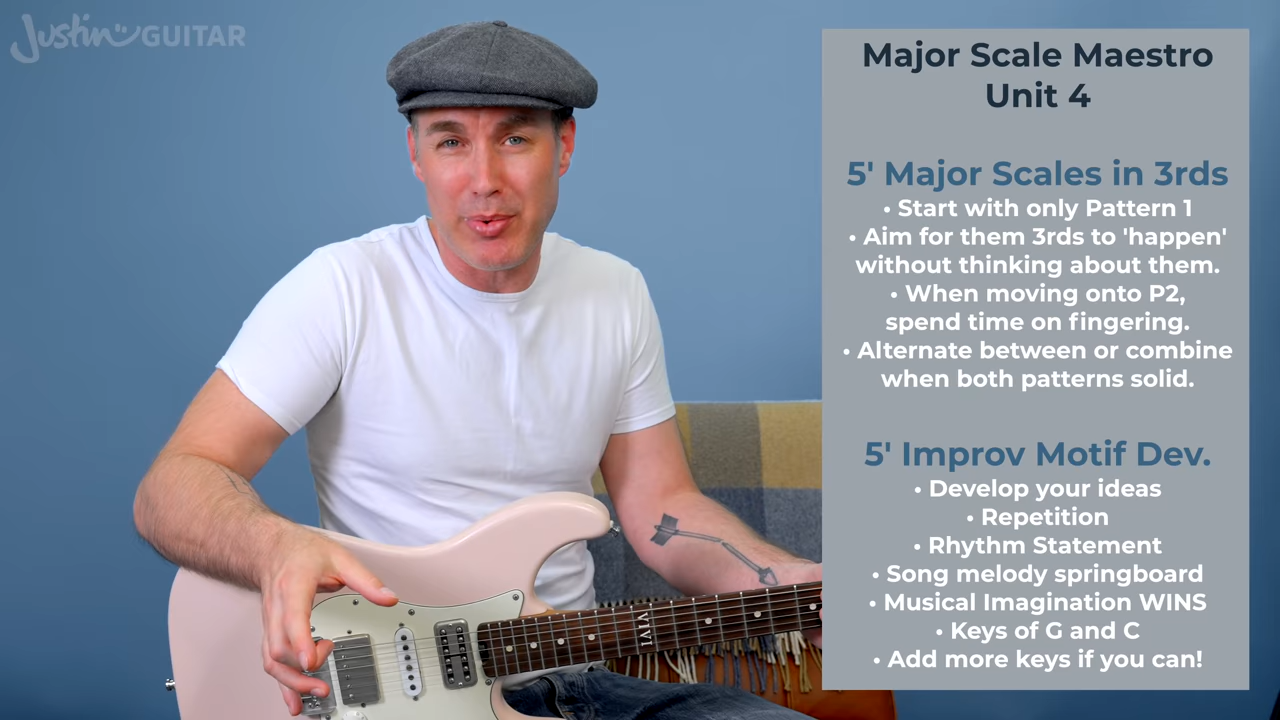 Justin GUITAR
Major Scale Maestro
Unit 4
5' Major Scales in 3rds
• Start with only Pattern 1
• Aim for them 3rds to 'happen'
without thinking about them.
• When moving onto P2,
spend time on fingering.
• Alternate between or combine
when both patterns solid.
5' Improv Motif Dev.
• Develop your ideas
• Repetition
• Rhythm Statement
• Song melody springboard
• Musical Imagination WINS
• Keys of G and C
• Add more keys if you can!